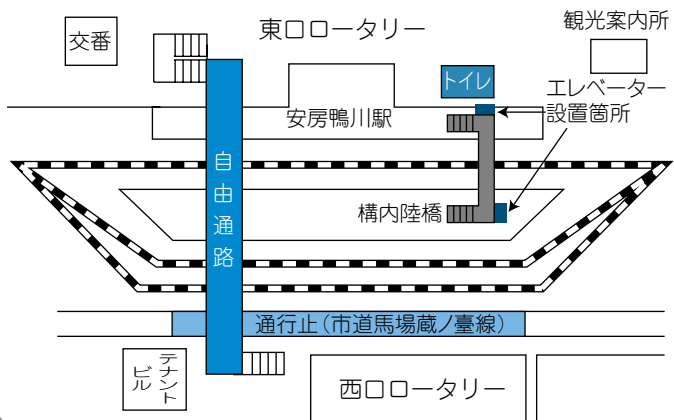 交番
東口ロータリー
観光案内所
トイレ
エレベーター
設置箇所
安房鴨川駅
自由通路
構内陸橋
通行止(市道馬場蔵ノ臺線)
テナント
ビル
西口ロータリー